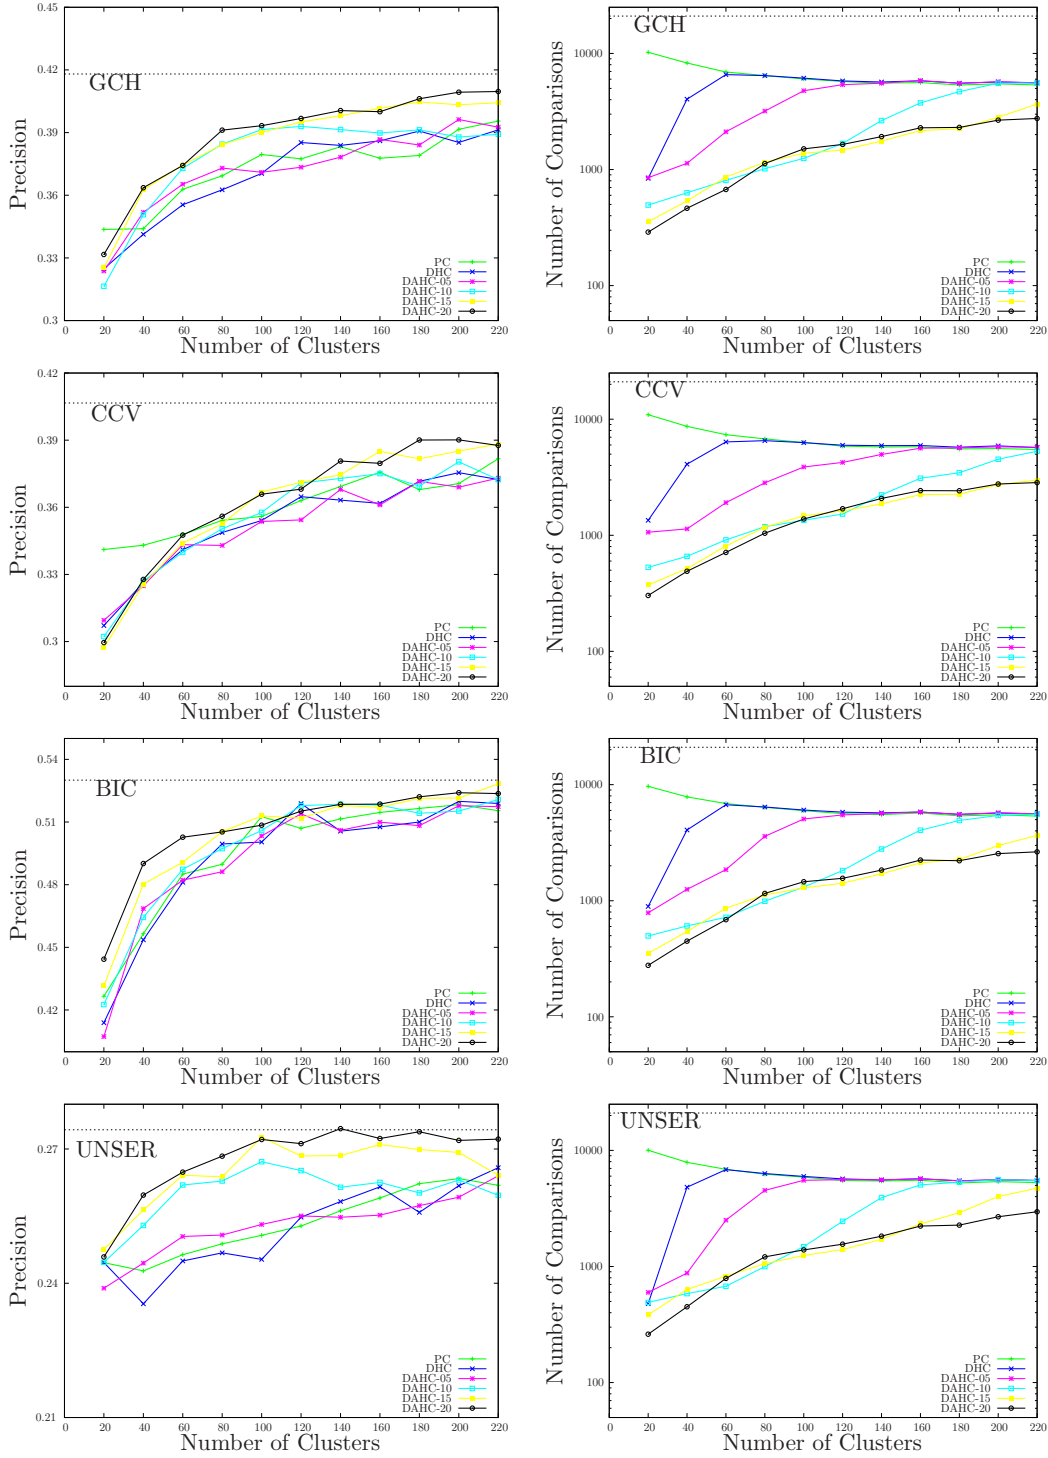 0.45
0.42
0.39
0.36
0.33
0.3
Precision
GCH
PC
DHC
DAHC-05
DAHC-10
DAHC-15
DAHC-20
0 20 40 60 80 100 120 140 160 180 200 220
Number of Clusters
10000
1000
100
Number of Comparisons
GCH
PC
DHC
DAHC-05
DAHC-10
DAHC-15
DAHC-20
0 20 40 60 80 100 120 140 160 180 200 220
Number of Clusters
0.42
0.39
0.36
0.33
0.3
Precision
CCV
PC
DHC
DAHC-05
DAHC-10
DAHC-15
DAHC-20
0 20 40 60 80 100 120 140 160 180 200 220
Number of Clusters
10000
1000
100
Number of Comparisons
CCV
PC
DHC
DAHC-05
DAHC-10
DAHC-15
DAHC-20
0 20 40 60 80 100 120 140 160 180 200 220
Number of Clusters
0.54
0.51
0.48
0.45
0.42
Precision
BIC
PC
DHC
DAHC-05
DAHC-10
DAHC-15
DAHC-20
0 20 40 60 80 100 120 140 160 180 200 220
Number of Clusters
10000
1000
100
Number of Comparisons
BIC
PC
DHC
DAHC-05
DAHC-10
DAHC-15
DAHC-20
0 20 40 60 80 100 120 140 160 180 200 220
Number of Clusters
0.27
0.24
0.21
Precision
UNSER
PC
DHC
DAHC-05
DAHC-10
DAHC-15
DAHC-20
0 20 40 60 80 100 120 140 160 180 200 220
Number of Clusters
10000
1000
100
Number of Comparisons
UNSER
PC
DHC
DAHC-05
DAHC-10
DAHC-15
DAHC-20
0 20 40 60 80 100 120 140 160 180 200 220
Number of Clusters